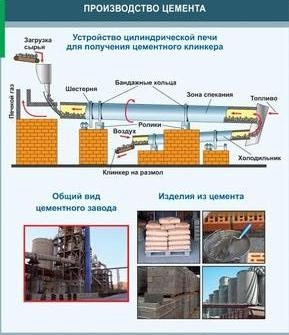 ПРОИЗВОДСТВО ЦЕМЕНТА
Устройство цилиндрической печи
для получения цементного клинкера
Загрузка
сырья
Бандажные кольца
Шестерня
Зона спекания
Топливо
Печной газ
Ролики
Воздух
Холодильник
Клинкер на размол
Общий вид
цементного завода
Изделия из цемента